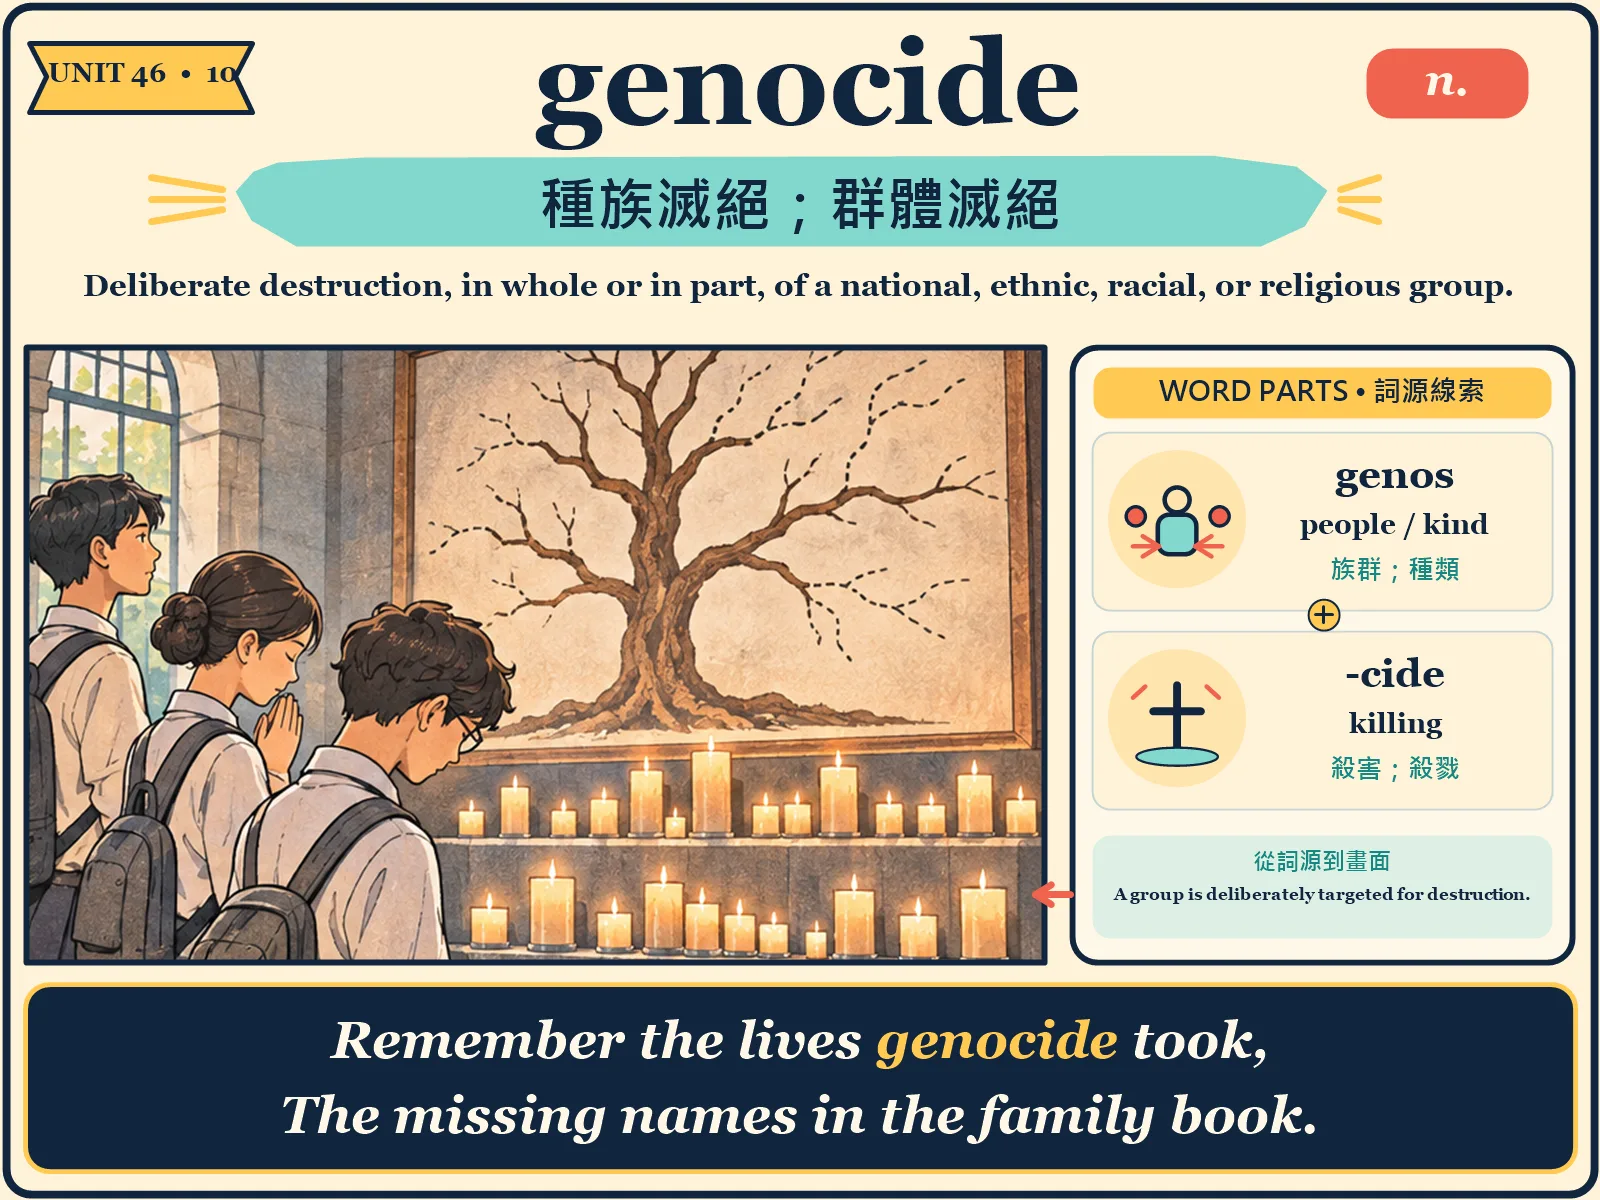 UNIT 46 • 10
genocide
n.
種族滅絕；群體滅絕
Deliberate destruction, in whole or in part, of a national, ethnic, racial, or religious group.
WORD PARTS • 詞源線索
genos
people / kind
族群；種類
-cide
killing
殺害；殺戮
從詞源到畫面
A group is deliberately targeted for destruction.
Remember the lives genocide took,
The missing names in the family book.